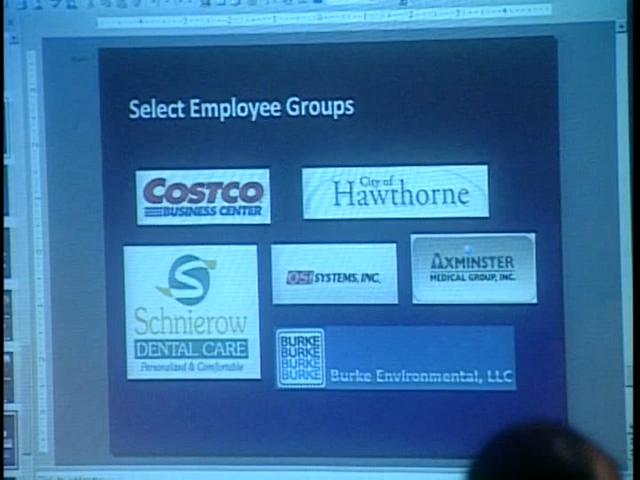 Select Employee Groups
COSTCO
BUSINESS CENTER
City of
Hawthorne
Schnierow
DENTAL CARE
Personalized & Comfortable
OSI SYSTEMS, INC.
AXMINSTER
MEDICAL GROUP, INC.
BURKE
BURKE
BURKE
BURKE
Burke Environmental, LLC